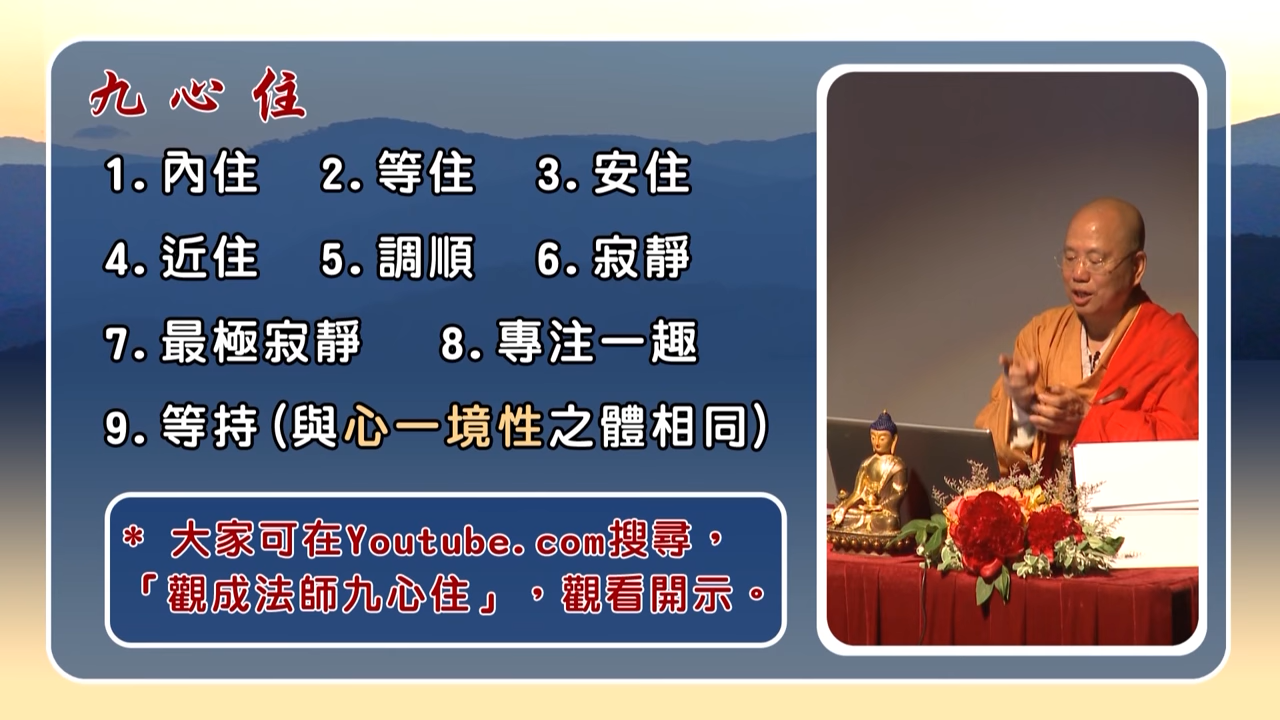 九心住
1.內住 2.等住 3.安住
4.近住 5.調順 6.寂靜
7.最極寂靜 8.專注一趣
9.等持(與心一境性之體相同)
* 大家可在Youtube.com搜尋，
「觀成法師九心住」，觀看開示。